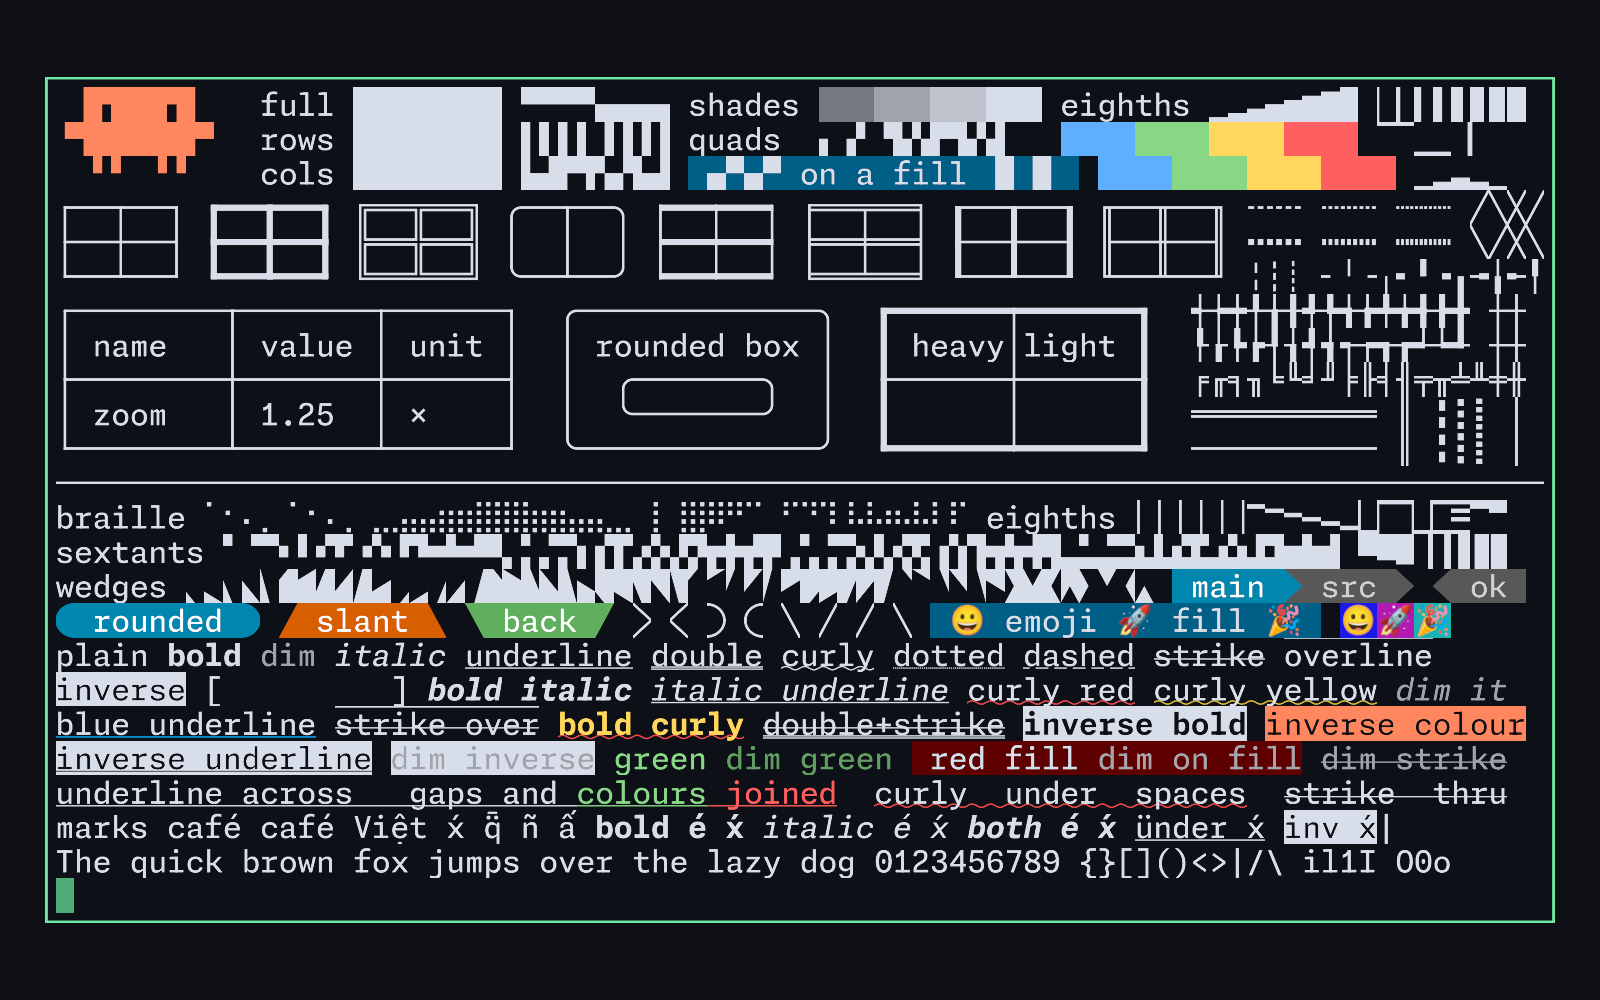 full shades eighths
rows quads
cols on a fill
name value unit rounded box heavy light
zoom 1.25 ×
braille eighths
sextants
wedges main src ok
rounded slant back 😀 emoji 🚀 fill 🎉 😀🚀🎉
plain bold dim italic underline double curly dotted dashed strike overline
inverse [ ] bold italic italic underline curly red curly yellow dim it
blue underline strike over bold curly double+strike inverse bold inverse colour
inverse underline dim inverse green dim green red fill dim on fill dim strike
underline across gaps and colours joined curly under spaces strike thru
marks café café Việt x́ q̣̈ ñ ấ bold é x́ italic é x́ both é x́ ünder x́ inv x́|
The quick brown fox jumps over the lazy dog 0123456789 {}[]()<>|/\ il1I O0o